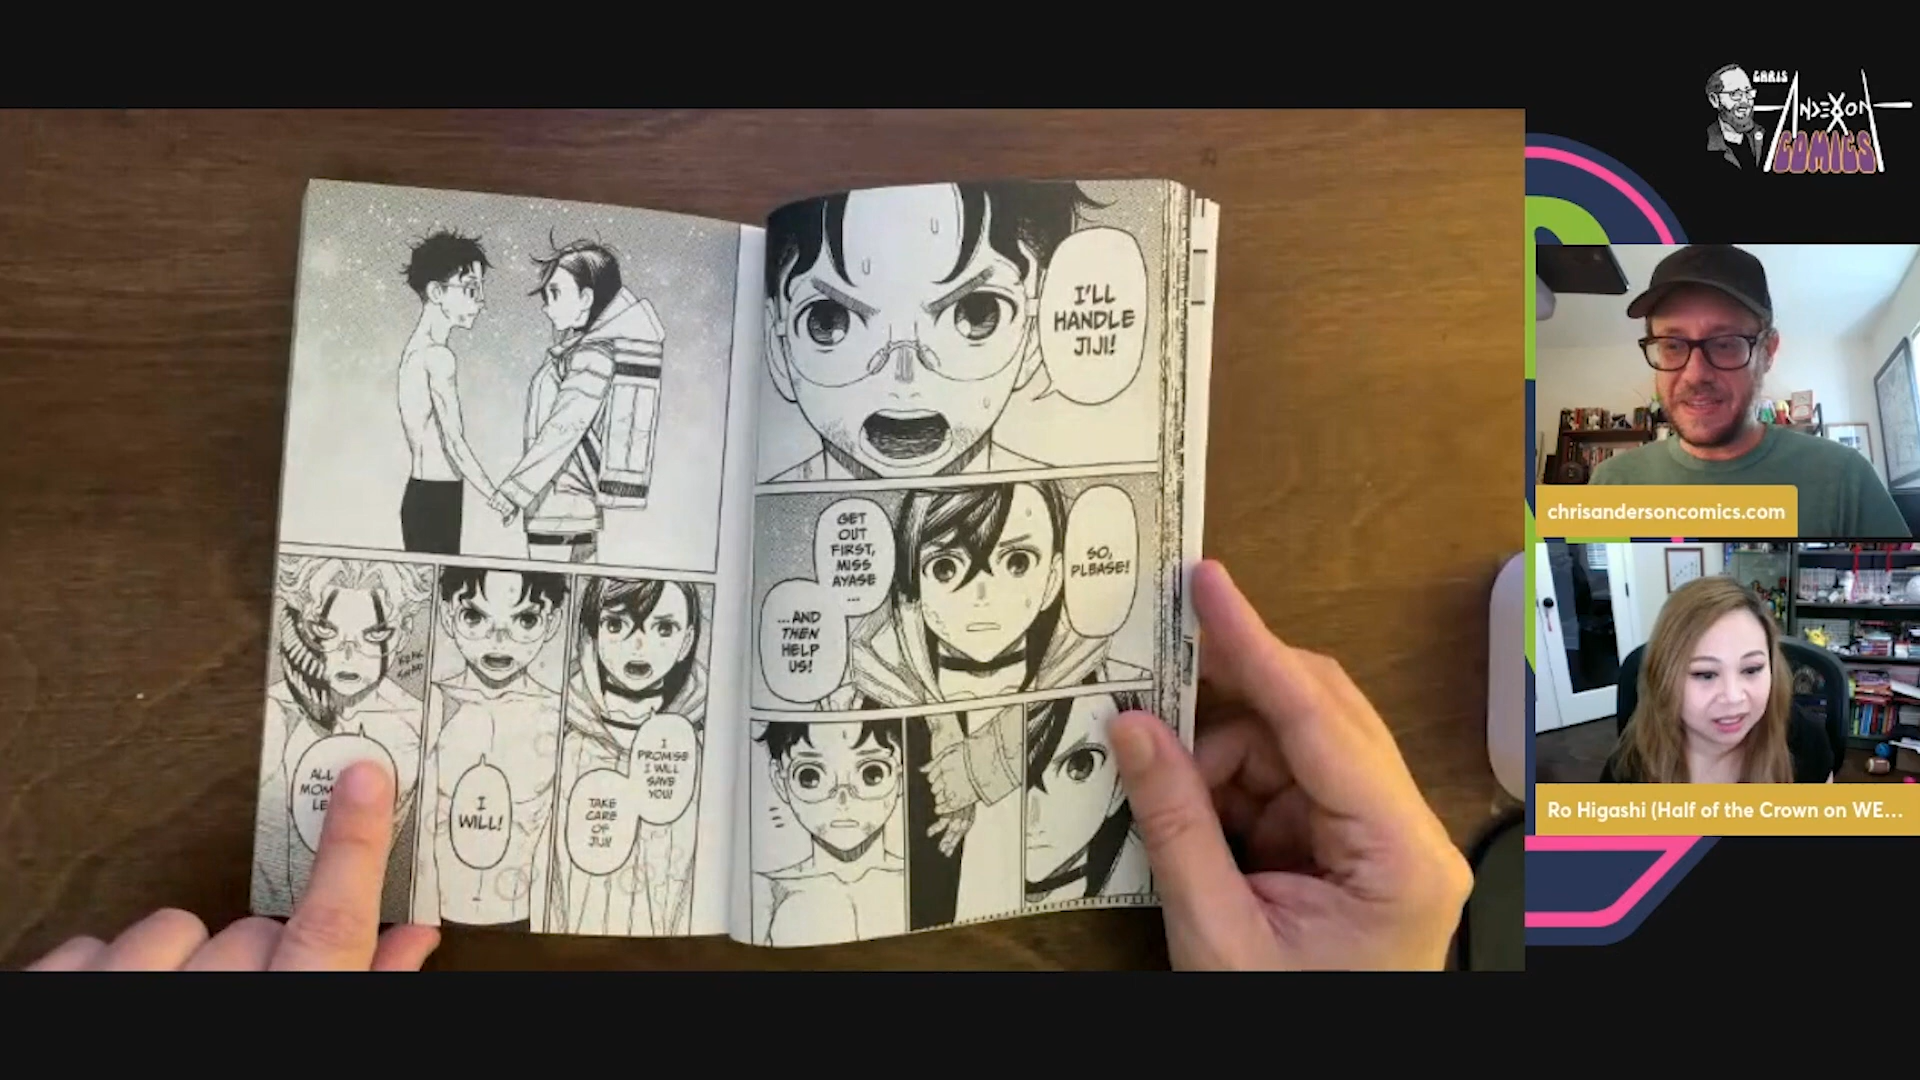 I'LL
HANDLE
JIJI!
SO,
PLEASE!
GET
OUT
FIRST,
MISS
AYASE
...
...AND
THEN
HELP
US!
I
PROMISE
I WILL
SAVE
YOU!
TAKE
CARE
OF
JIJI!
I
WILL!
ALL
CHRIS
ANDERSON
COMICS
chrisandersoncomics.com
Ro Higashi (Half of the Crown on WE...